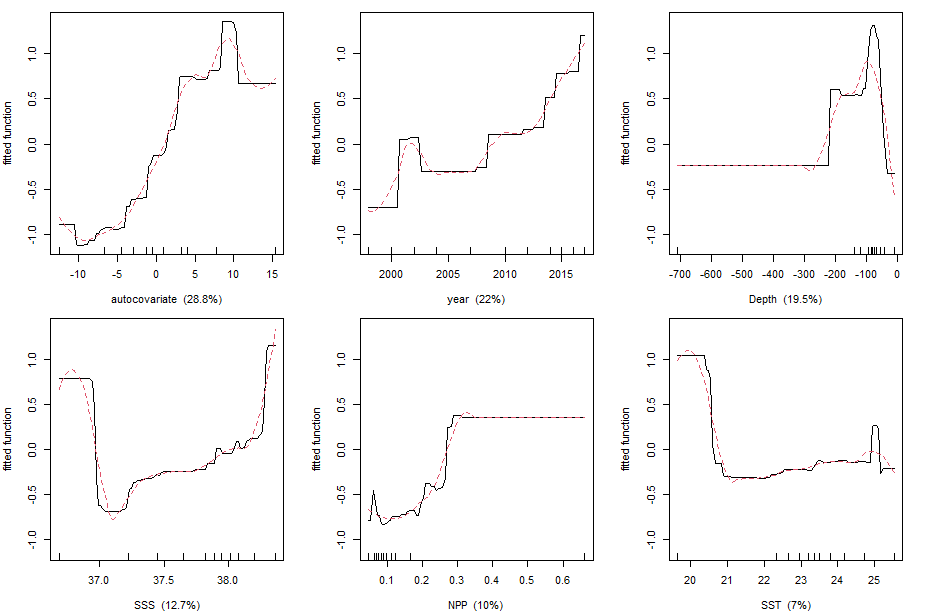 fitted function
-1.0 -0.5 0.0 0.5 1.0
-10 -5 0 5 10 15
autocovariate (28.8%)
fitted function
-1.0 -0.5 0.0 0.5 1.0
2000 2005 2010 2015
year (22%)
fitted function
-1.0 -0.5 0.0 0.5 1.0
-700 -600 -500 -400 -300 -200 -100 0
Depth (19.5%)
fitted function
-1.0 -0.5 0.0 0.5 1.0
37.0 37.5 38.0
SSS (12.7%)
fitted function
-1.0 -0.5 0.0 0.5 1.0
0.1 0.2 0.3 0.4 0.5 0.6
NPP (10%)
fitted function
-1.0 -0.5 0.0 0.5 1.0
20 21 22 23 24 25
SST (7%)